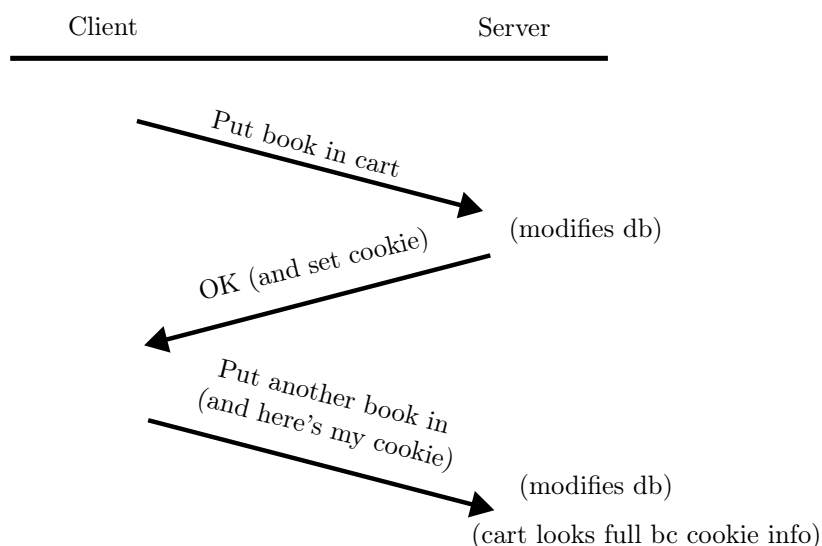 Client
Server
Put book in cart
(modifies db)
OK (and set cookie)
Put another book in
(and here's my cookie)
(modifies db)
(cart looks full bc cookie info)